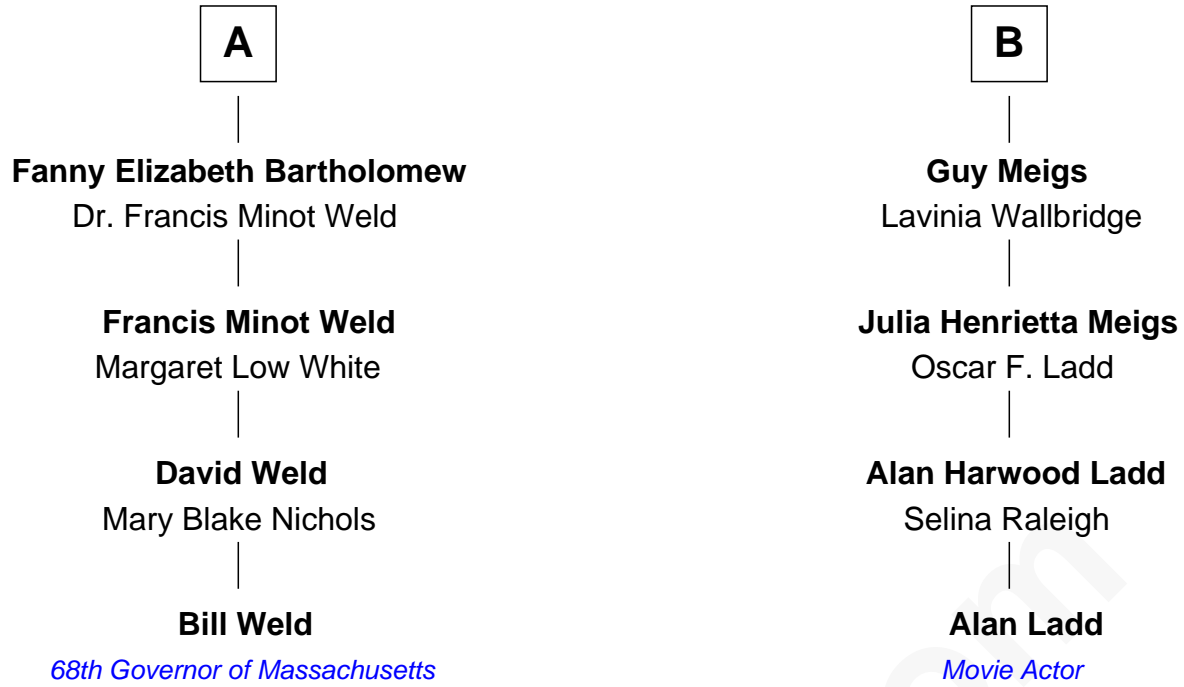 A
Fanny Elizabeth Bartholomew
Dr. Francis Minot Weld
Francis Minot Weld
Margaret Low White
David Weld
Mary Blake Nichols
Bill Weld
68th Governor of Massachusetts
B
Guy Meigs
Lavinia Wallbridge
Julia Henrietta Meigs
Oscar F. Ladd
Alan Harwood Ladd
Selina Raleigh
Alan Ladd
Movie Actor